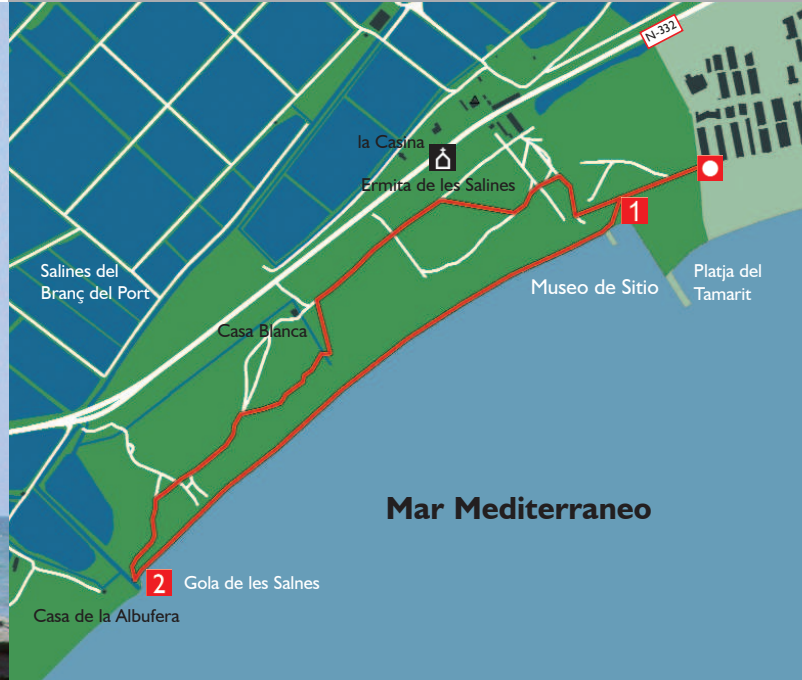 N-332
la Casina
Ermita de les Salines
1
Salines del
Branç del Port
Museo de Sitio
Platja del
Tamarit
Casa Blanca
Mar Mediterraneo
2
Gola de les Salnes
Casa de la Albufera